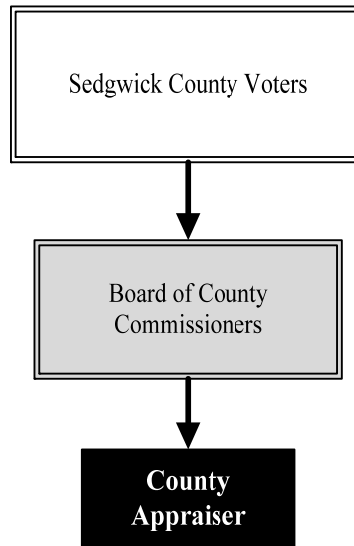 Sedgwick County Voters
Board of County
Commissioners
County
Appraiser